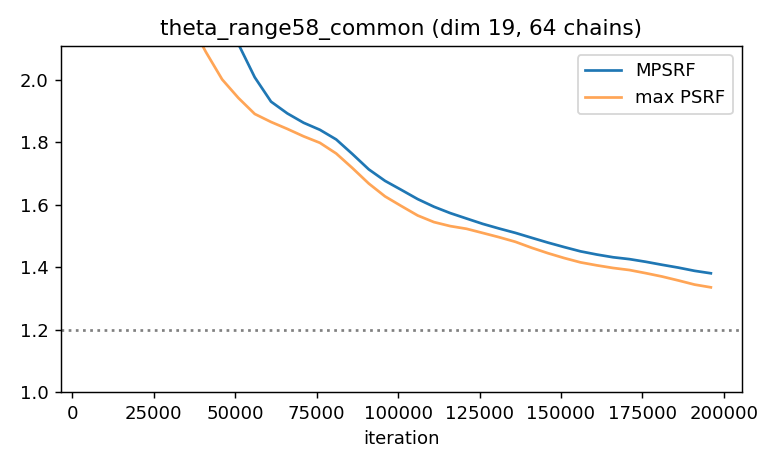 theta_range58_common (dim 19, 64 chains)
MPSRF
max PSRF
2.0
1.8
1.6
1.4
1.2
1.0
0 25000 50000 75000 100000 125000 150000 175000 200000
iteration